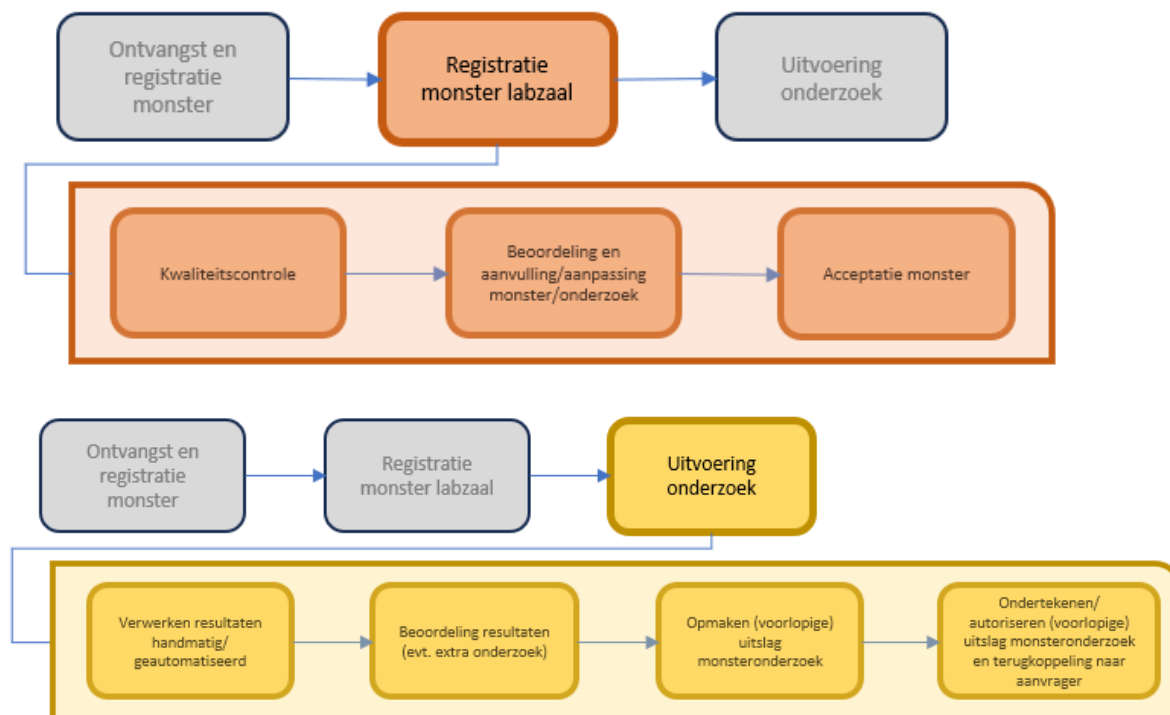 Ontvangst en
registratie
monster
Registratie
monster labzaal
Uitvoering
onderzoek
Kwaliteitscontrole
Beoordeling en
aanvulling/aanpassing
monster/onderzoek
Acceptatie monster
Ontvangst en
registratie
monster
Registratie
monster labzaal
Uitvoering
onderzoek
Verwerken resultaten
handmatig/
geautomatiseerd
Beoordeling resultaten
(evt. extra onderzoek)
Opmaken (voorlopige)
uitslag
monsteronderzoek
Ondertekenen/
autoriseren (voorlopige)
uitslag monsteronderzoek
en terugkoppeling naar
aanvrager